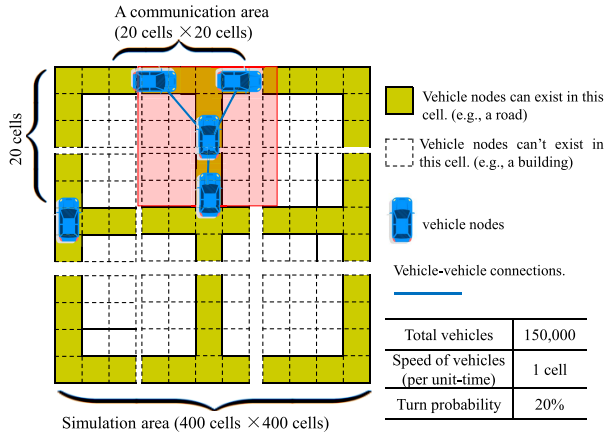 A communication area
(20 cells ×20 cells)
20 cells
Vehicle nodes can exist in this
cell. (e.g., a road)
Vehicle nodes can't exist in
this cell. (e.g., a building)
vehicle nodes
Vehicle-vehicle connections.
Total vehicles 150,000
Speed of vehicles
(per unit-time) 1 cell
Turn probability 20%
Simulation area (400 cells ×400 cells)